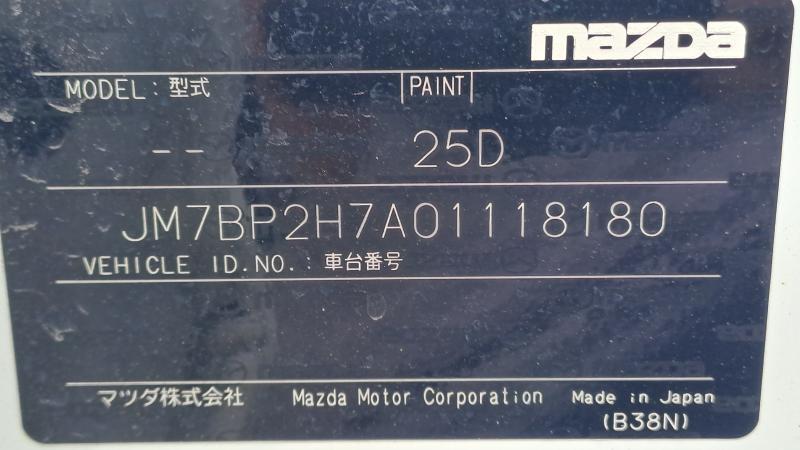 mazda
MODEL: 型式 PAINT
-- 25D
JM7BP2H7A01118180
VEHICLE ID.NO.: 車台番号
マツダ株式会社 Mazda Motor Corporation Made in Japan
(B38N)